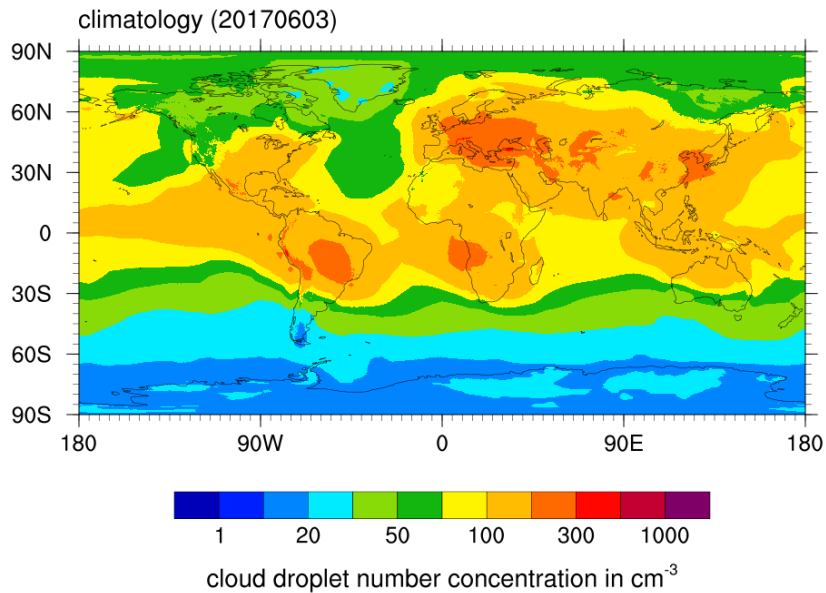 climatology (20170603)
90N
60N
30N
0
30S
60S
90S
180 90W 0 90E 180
1 20 50 100 300 1000
cloud droplet number concentration in cm-3